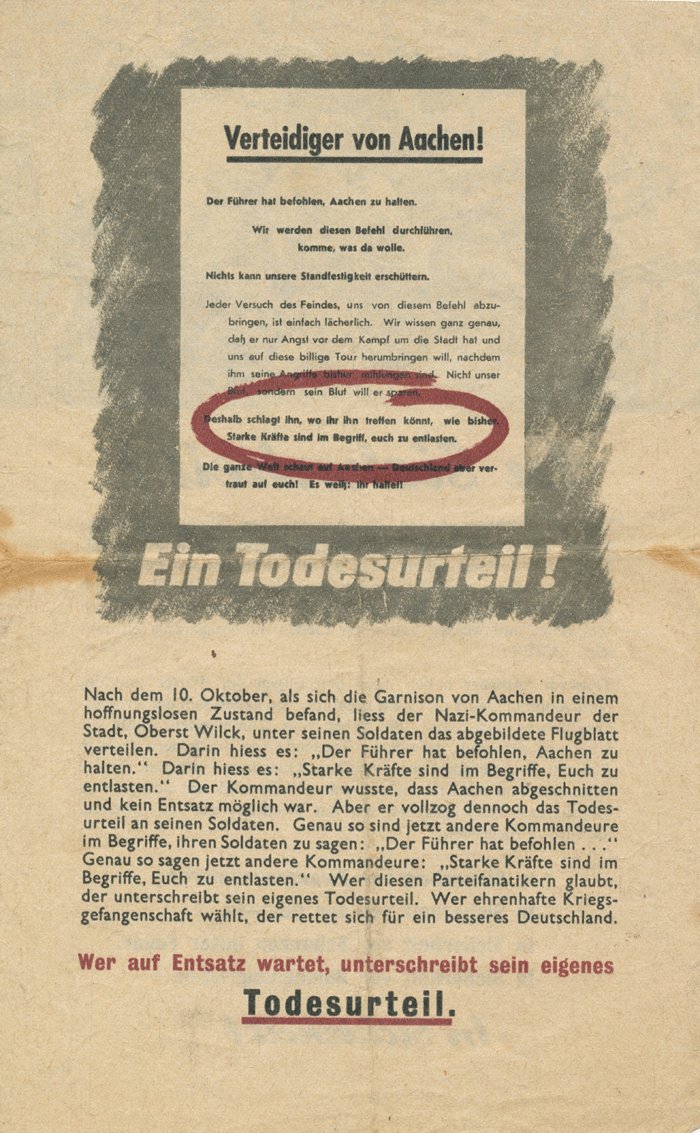 Verteidiger von Aachen!
Der Führer hat befohlen, Aachen zu halten.
Wir werden diesen Befehl durchführen,
komme, was da wolle.
Nichts kann unsere Standfestigkeit erschüttern.
Jeder Versuch des Feindes, uns von diesem Befehl abzu-
bringen, ist einfach lächerlich. Wir wissen ganz genau,
daß er nur Angst vor dem Kampf um die Stadt hat und
uns auf diese billige Tour herumbringen will, nachdem
ihm seine Angriffe bisher mißlungen sind. Nicht unser
Blut, sondern sein Blut will er sparen.
Deshalb schlagt ihn, wo ihr ihn treffen könnt, wie bisher.
Starke Kräfte sind im Begriff, euch zu entlasten.
Die ganze Welt schaut auf Aachen — Deutschland aber ver-
traut auf euch! Es weiß: ihr haltet!
Ein Todesurteil!
Nach dem 10. Oktober, als sich die Garnison von Aachen in einem
hoffnungslosen Zustand befand, liess der Nazi-Kommandeur der
Stadt, Oberst Wilck, unter seinen Soldaten das abgebildete Flugblatt
verteilen. Darin hiess es: „Der Führer hat befohlen, Aachen zu
halten.“ Darin hiess es: „Starke Kräfte sind im Begriffe, Euch zu
entlasten.“ Der Kommandeur wusste, dass Aachen abgeschnitten
und kein Entsatz möglich war. Aber er vollzog dennoch das Todes-
urteil an seinen Soldaten. Genau so sind jetzt andere Kommandeure
im Begriffe, ihren Soldaten zu sagen: „Der Führer hat befohlen . . .“
Genau so sagen jetzt andere Kommandeure: „Starke Kräfte sind im
Begriffe, Euch zu entlasten.“ Wer diesen Parteifanatikern glaubt,
der unterschreibt sein eigenes Todesurteil. Wer ehrenhafte Kriegs-
gefangenschaft wählt, der rettet sich für ein besseres Deutschland.
Wer auf Entsatz wartet, unterschreibt sein eigenes
Todesurteil.